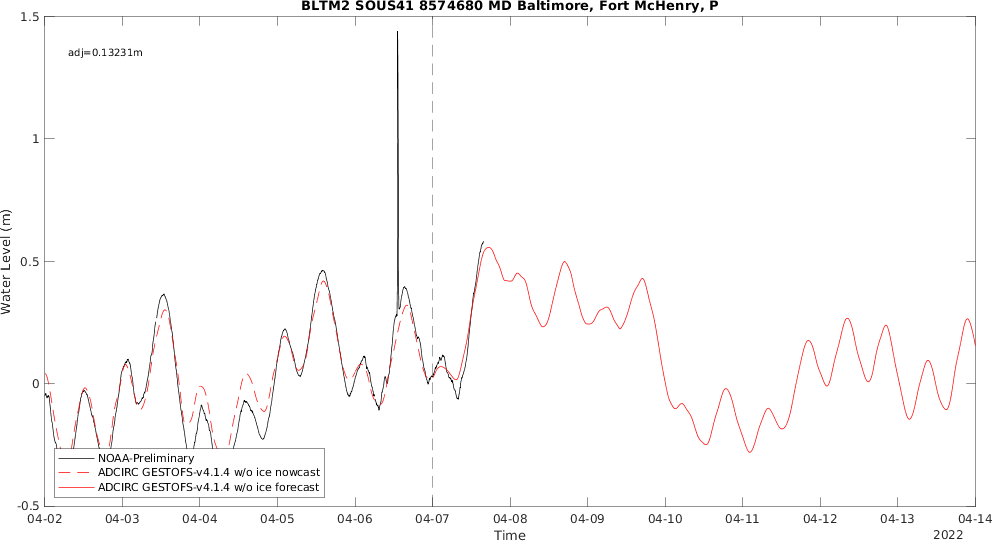 BLTM2 SOUS41 8574680 MD Baltimore, Fort McHenry, P
1.5
adj=0.13231m
1
0.5
Water Level (m)
0
NOAA-Preliminary
ADCIRC GESTOFS-v4.1.4 w/o ice nowcast
ADCIRC GESTOFS-v4.1.4 w/o ice forecast
-0.5
04-02 04-03 04-04 04-05 04-06 04-07 04-08 04-09 04-10 04-11 04-12 04-13 04-14
Time
2022